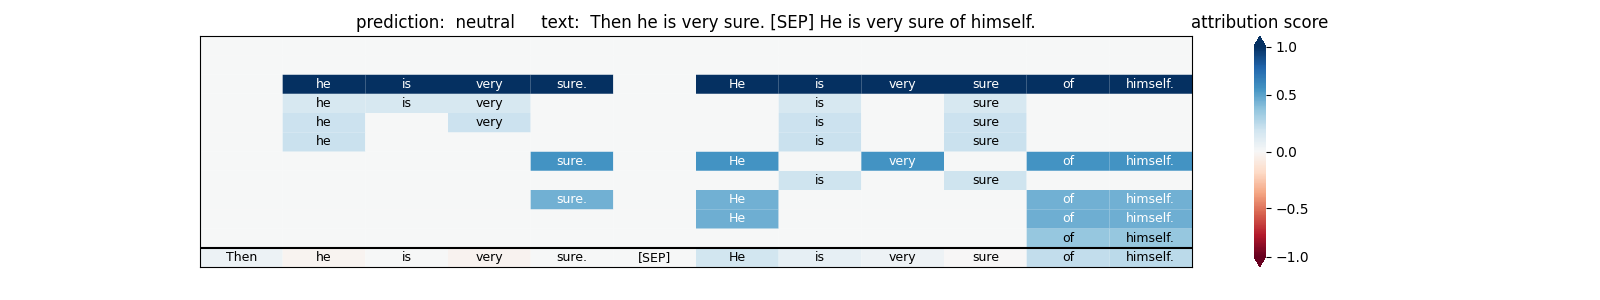 prediction:  neutral     text:  Then he is very sure. [SEP] He is very sure of himself.
attribution score
he is very sure. He is very sure of himself.
he is very is sure
he very is sure
he is sure
sure. He very of himself.
is sure
sure. He of himself.
He of himself.
of himself.
Then he is very sure. [SEP] He is very sure of himself.
1.0
0.5
0.0
−0.5
−1.0